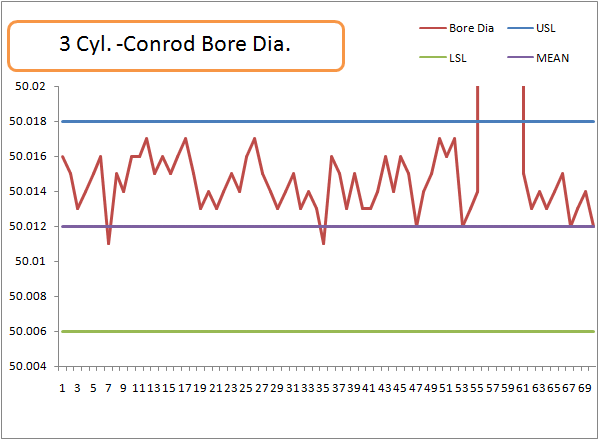 3 Cyl. -Conrod Bore Dia.
Bore Dia USL
LSL MEAN
50.02
50.018
50.016
50.014
50.012
50.01
50.008
50.006
50.004
1 3 5 7 9 11 13 15 17 19 21 23 25 27 29 31 33 35 37 39 41 43 45 47 49 51 53 55 57 59 61 63 65 67 69